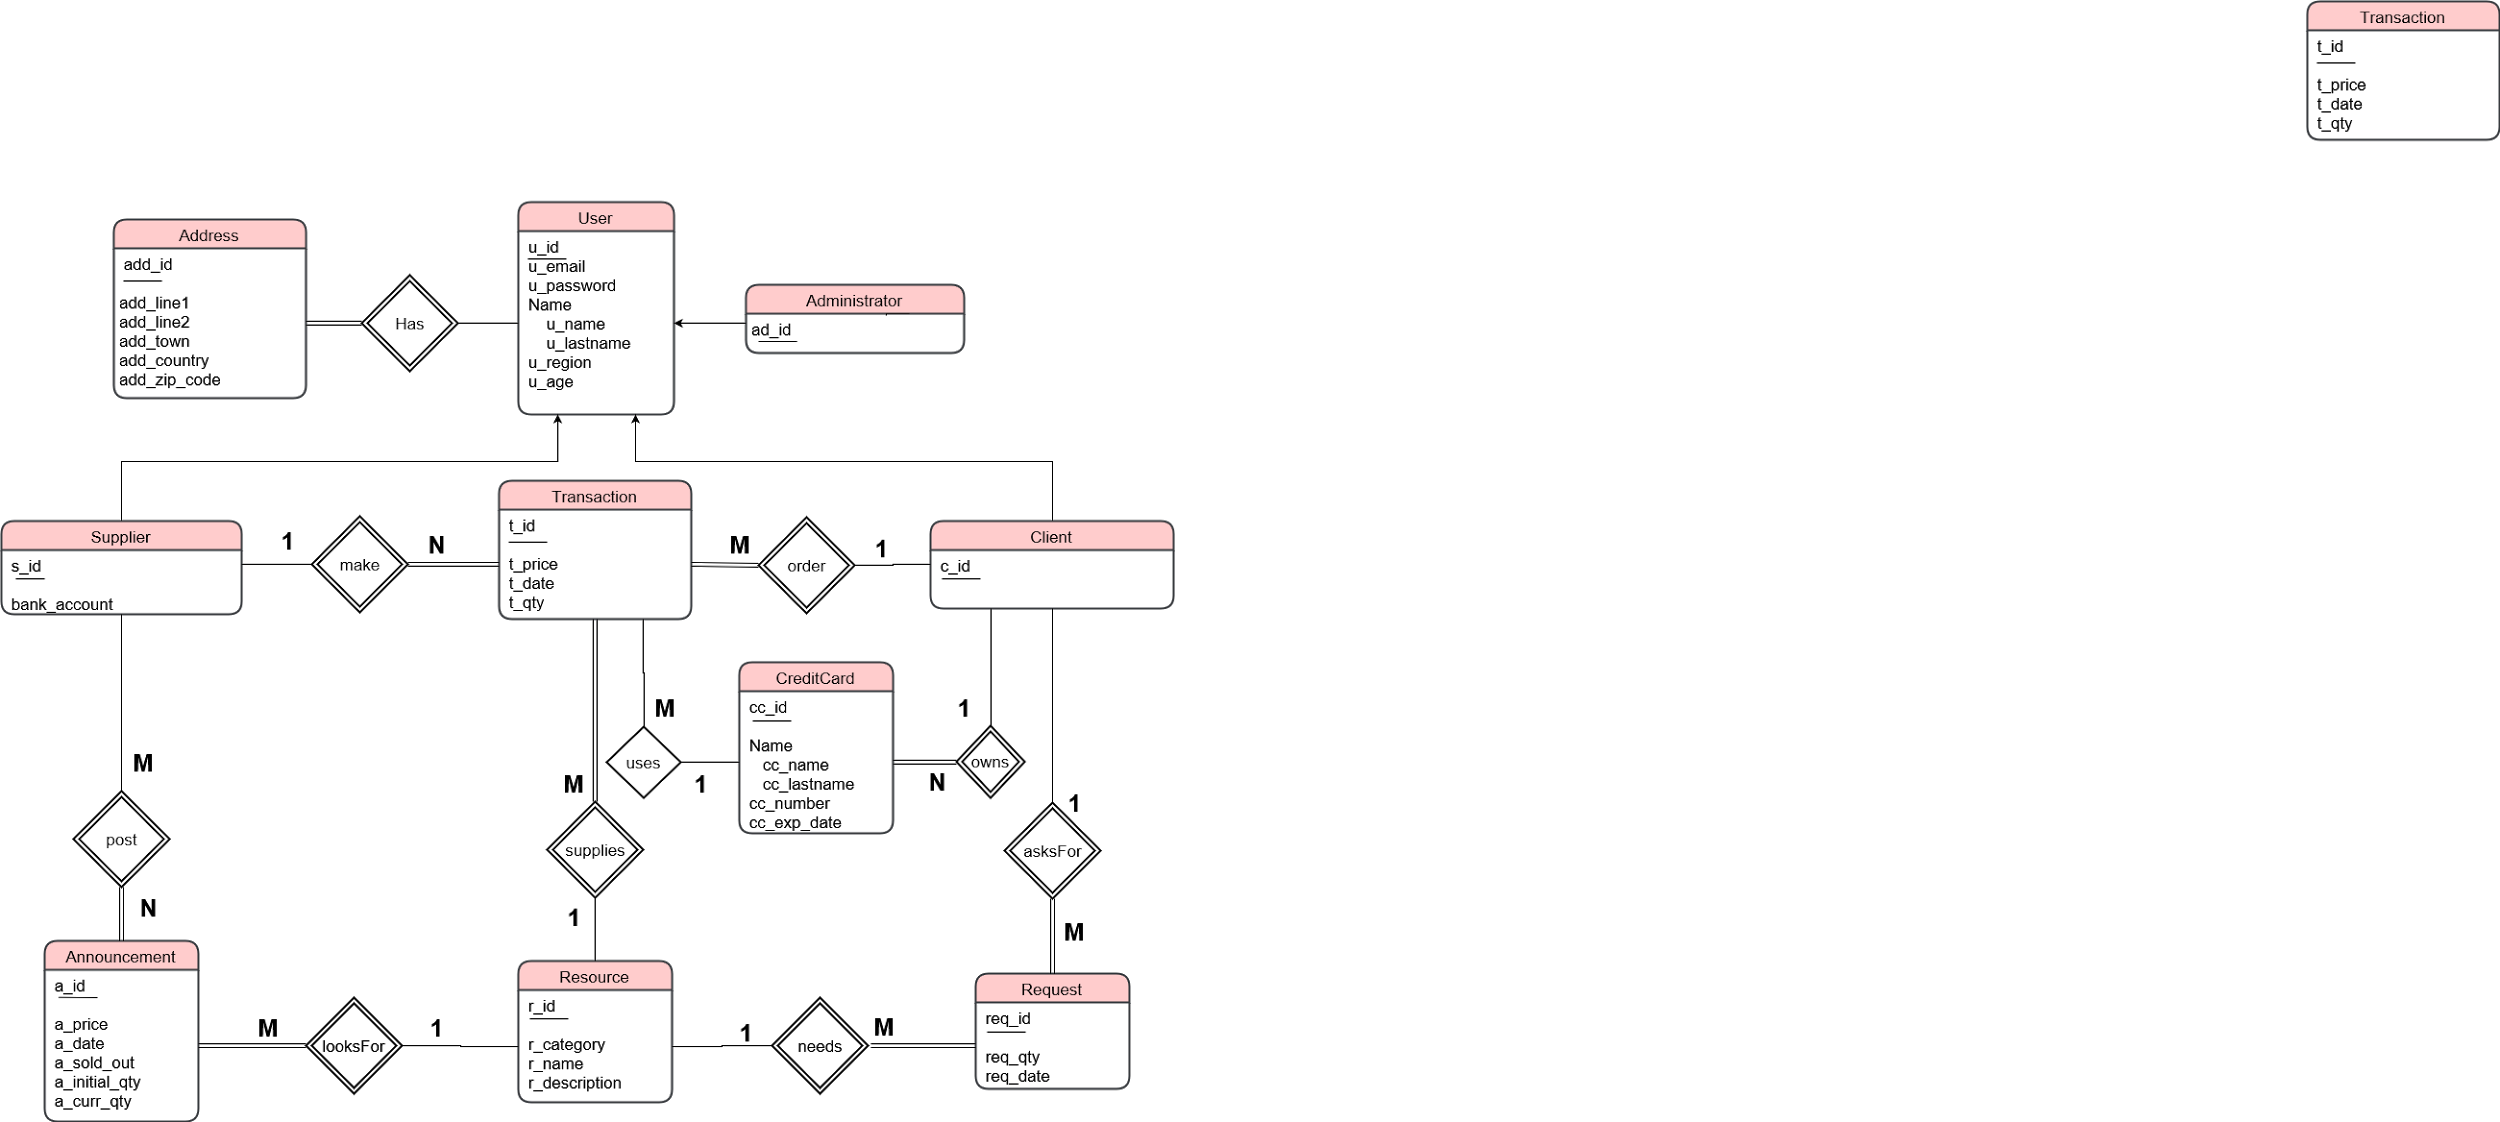 Transaction
t_id
t_price
t_date
t_qty
User
u_id
u_email
u_password
Name
u_name
u_lastname
u_region
u_age
Address
add_id
add_line1
add_line2
add_town
add_country
add_zip_code
Has
Administrator
ad_id
Transaction
t_id
t_price
t_date
t_qty
Supplier
s_id
bank_account
1
make
N
M
order
1
Client
c_id
CreditCard
cc_id
Name
cc_name
cc_lastname
cc_number
cc_exp_date
M
uses
1
1
owns
N
M
post
N
M
supplies
1
1
asksFor
M
Announcement
a_id
a_price
a_date
a_sold_out
a_initial_qty
a_curr_qty
M
looksFor
1
Resource
r_id
r_category
r_name
r_description
1
needs
M
Request
req_id
req_qty
req_date